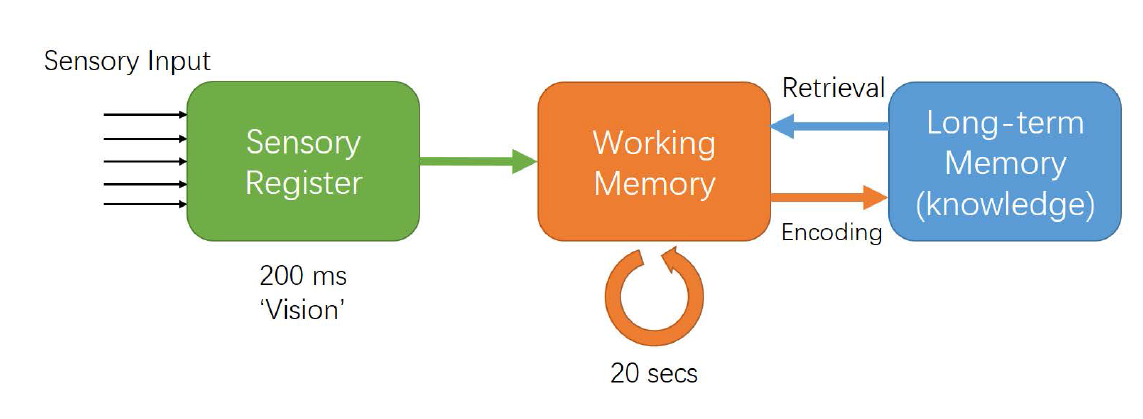 Sensory Input
Sensory
Register
200 ms
‘Vision’
Working
Memory
20 secs
Retrieval
Encoding
Long-term
Memory
(knowledge)